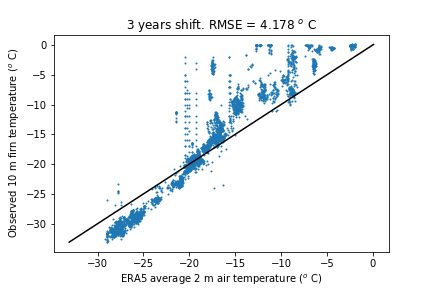 3 years shift. RMSE = 4.178 ° C
Observed 10 m firn temperature (° C)
0
−5
−10
−15
−20
−25
−30
−30 −25 −20 −15 −10 −5 0
ERA5 average 2 m air temperature (° C)